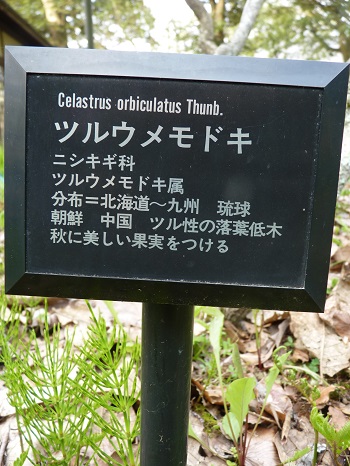 Celastrus orbiculatus Thunb.
ツルウメモドキ
ニシキギ科
ツルウメモドキ属
分布＝北海道〜九州　琉球
朝鮮　中国　ツル性の落葉低木
秋に美しい果実をつける